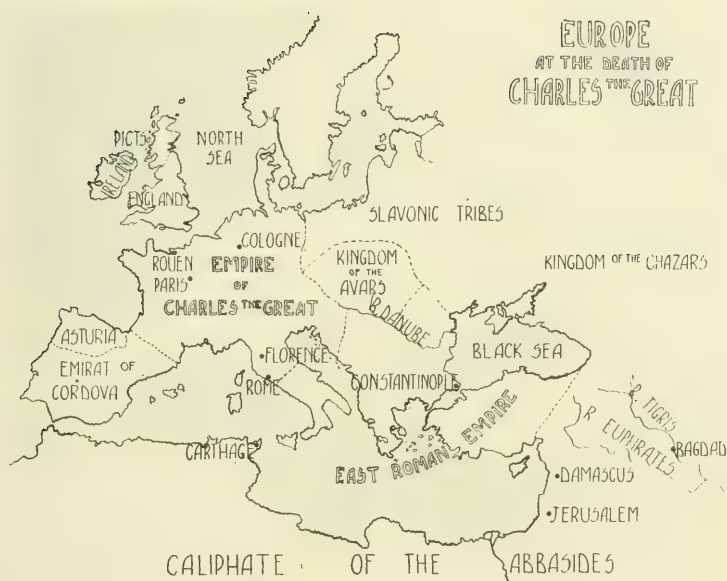 EUROPE
AT THE DEATH OF
CHARLES THE GREAT
PICTS
NORTH
SEA
IRELAND
ENGLAND
SLAVONIC TRIBES
COLOGNE
ROUEN
PARIS
EMPIRE
OF
CHARLES THE GREAT
KINGDOM
OF THE
AVARS
R. DANUBE
KINGDOM OF THE CHAZARS
ASTURIA
EMIRAT OF
CORDOVA
FLORENCE
ROME
CONSTANTINOPLE
BLACK SEA
CARTHAGE
EAST ROMAN EMPIRE
R. TIGRIS
R EUPHRATES.
BAGDAD
DAMASCUS
JERUSALEM
CALIPHATE OF THE ABBASIDES